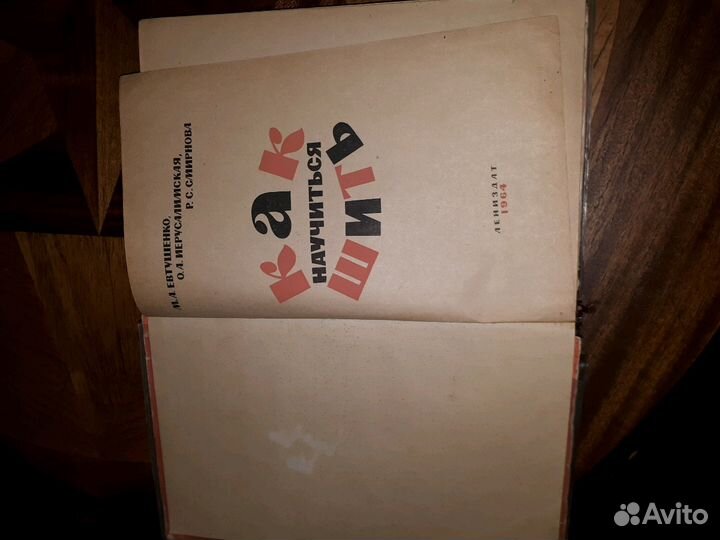 М. А. ЕВТУШЕНКО,
О. А. ИЕРУСАЛИМСКАЯ,
Р. С. СМИРНОВА
Как
НАУЧИТЬСЯ
ШИТЬ
ЛЕНИЗДАТ
1964
Avito